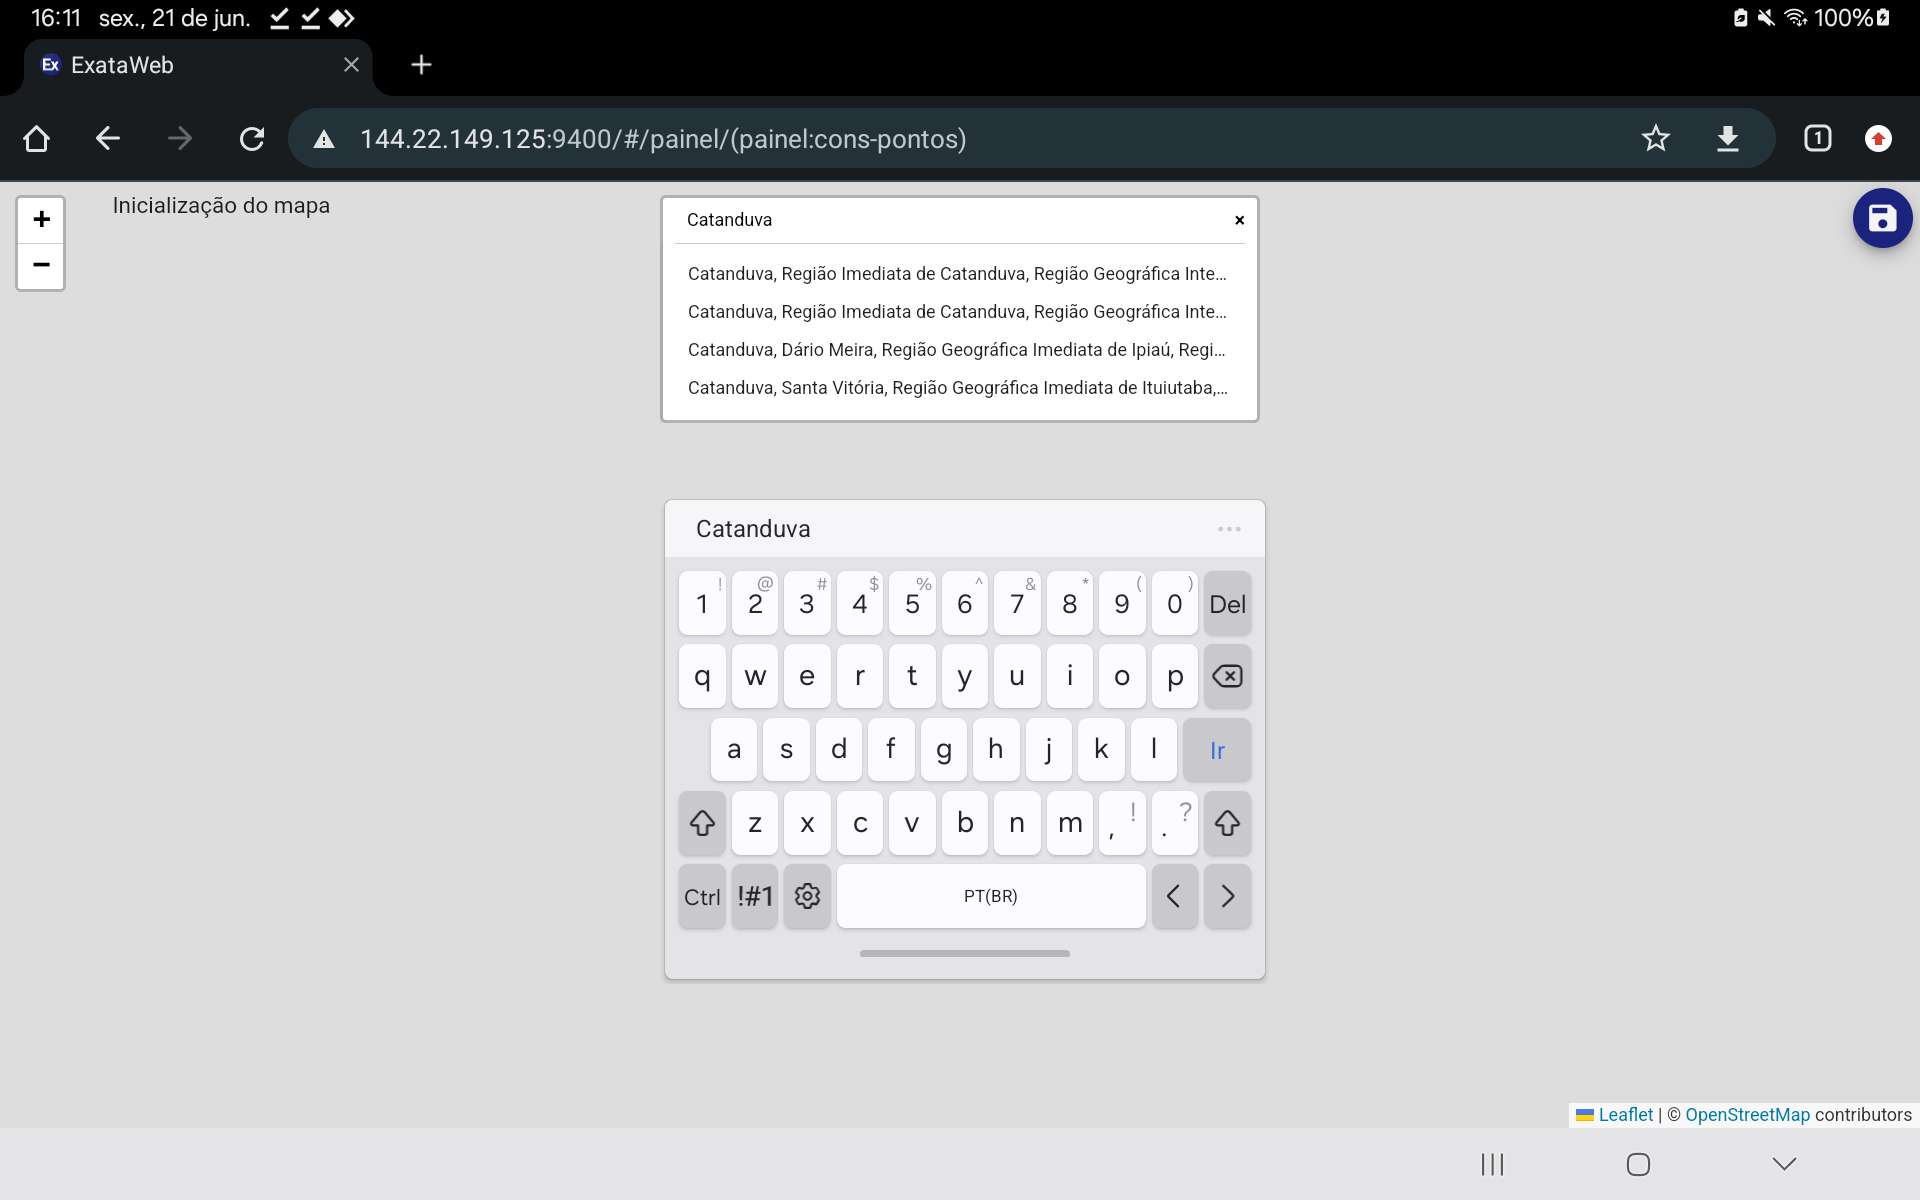 16:11 sex., 21 de jun.
100%
Ex ExataWeb
144.22.149.125:9400/#/painel/(painel:cons-pontos)
1
+
−
Inicialização do mapa
Catanduva
Catanduva, Região Imediata de Catanduva, Região Geográfica Inte...
Catanduva, Região Imediata de Catanduva, Região Geográfica Inte...
Catanduva, Dário Meira, Região Geográfica Imediata de Ipiaú, Regi...
Catanduva, Santa Vitória, Região Geográfica Imediata de Ituiutaba,...
Catanduva
! @ # $ % ^ & * ( )
1 2 3 4 5 6 7 8 9 0 Del
q w e r t y u i o p
a s d f g h j k l Ir
z x c v b n m , ! . ?
Ctrl !#1 PT(BR) < >
Leaflet | © OpenStreetMap contributors